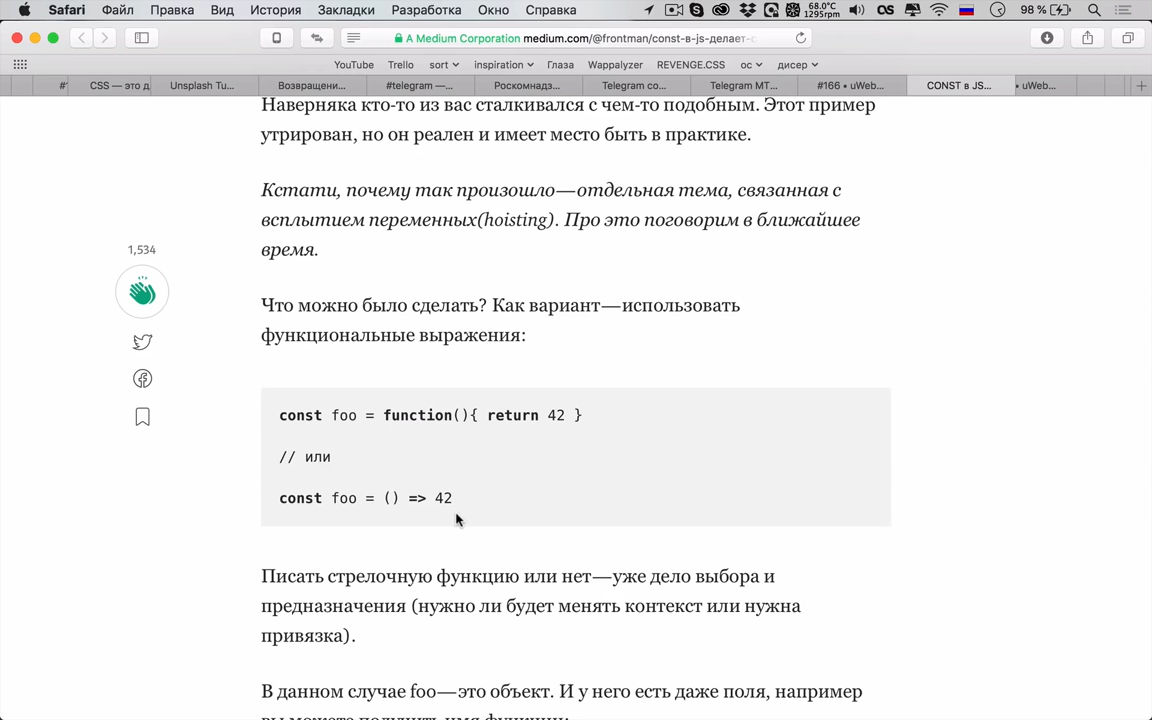 Safari Файл Правка Вид История Закладки Разработка Окно Справка 68.0°C 1295rpm OS 98 %
A Medium Corporation medium.com/@frontman/const-в-js-делает-
YouTube Trello sort inspiration Глаза Wappalyzer REVENGE.CSS ос дисер
CSS — это д Unsplash Tu... Возвращени... #telegram —... Роскомнадз... Telegram co... Telegram MT... #166 • uWeb... CONST в JS... • uWeb...
Наверняка кто-то из вас сталкивался с чем-то подобным. Этот пример
утрирован, но он реален и имеет место быть в практике.
Кстати, почему так произошло—отдельная тема, связанная с
всплытием переменных(hoisting). Про это поговорим в ближайшее
время.
1,534
Что можно было сделать? Как вариант—использовать
функциональные выражения:
const foo = function(){ return 42 }
// или
const foo = () => 42
Писать стрелочную функцию или нет—уже дело выбора и
предназначения (нужно ли будет менять контекст или нужна
привязка).
В данном случае foo—это объект. И у него есть даже поля, например
вы можете получить имя функции: